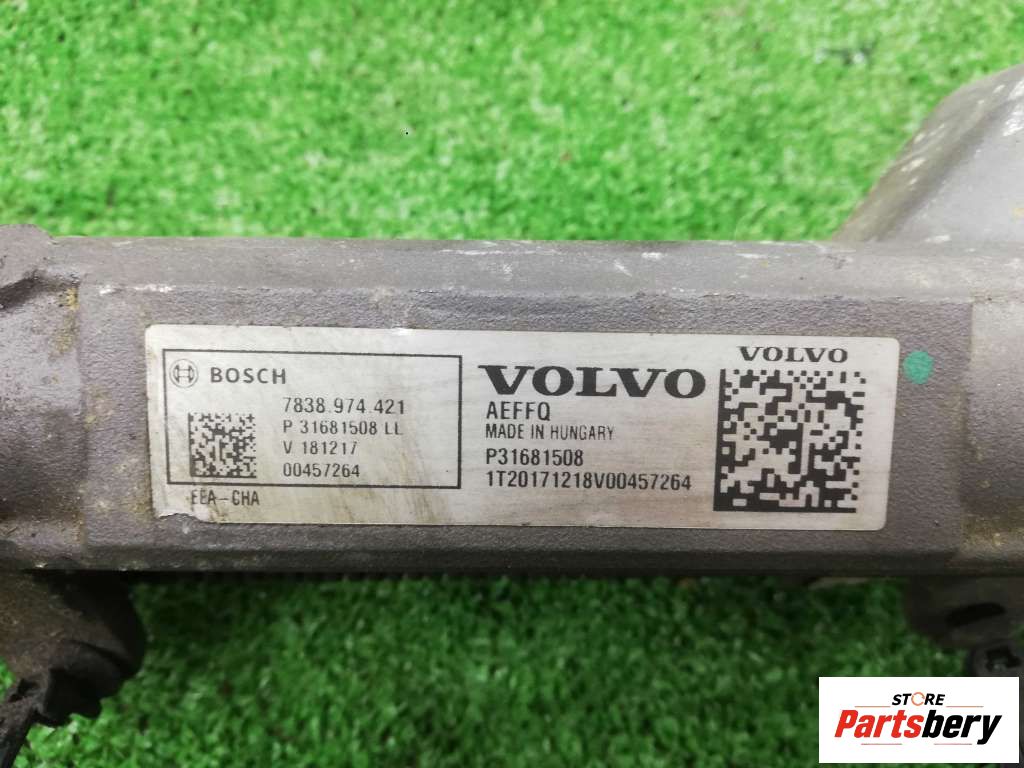 BOSCH
7838.974.421
P 31681508 LL
V 181217
00457264
EEA-CHA
VOLVO
AEFFQ
MADE IN HUNGARY
P31681508
1T20171218V00457264
VOLVO
STORE
Partsbery